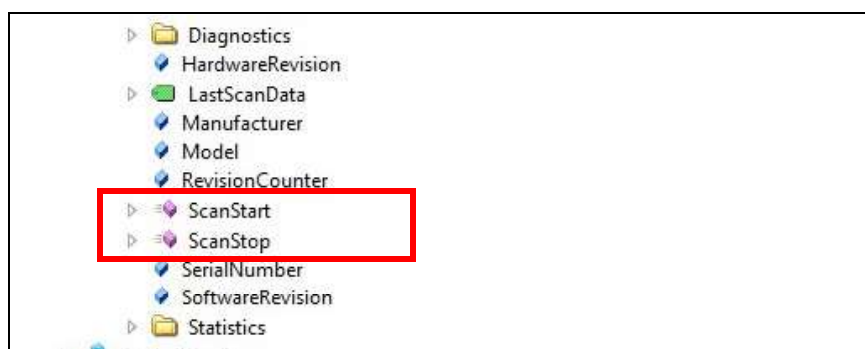 Diagnostics
HardwareRevision
LastScanData
Manufacturer
Model
RevisionCounter
ScanStart
ScanStop
SerialNumber
SoftwareRevision
Statistics